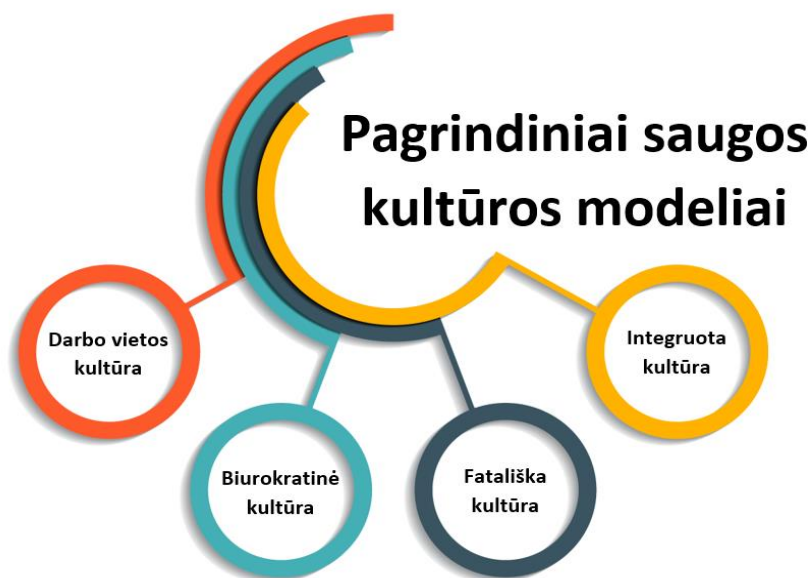 Pagrindiniai saugos
kultūros modeliai
Darbo vietos
kultūra
Biurokratinė
kultūra
Fatališka
kultūra
Integruota
kultūra